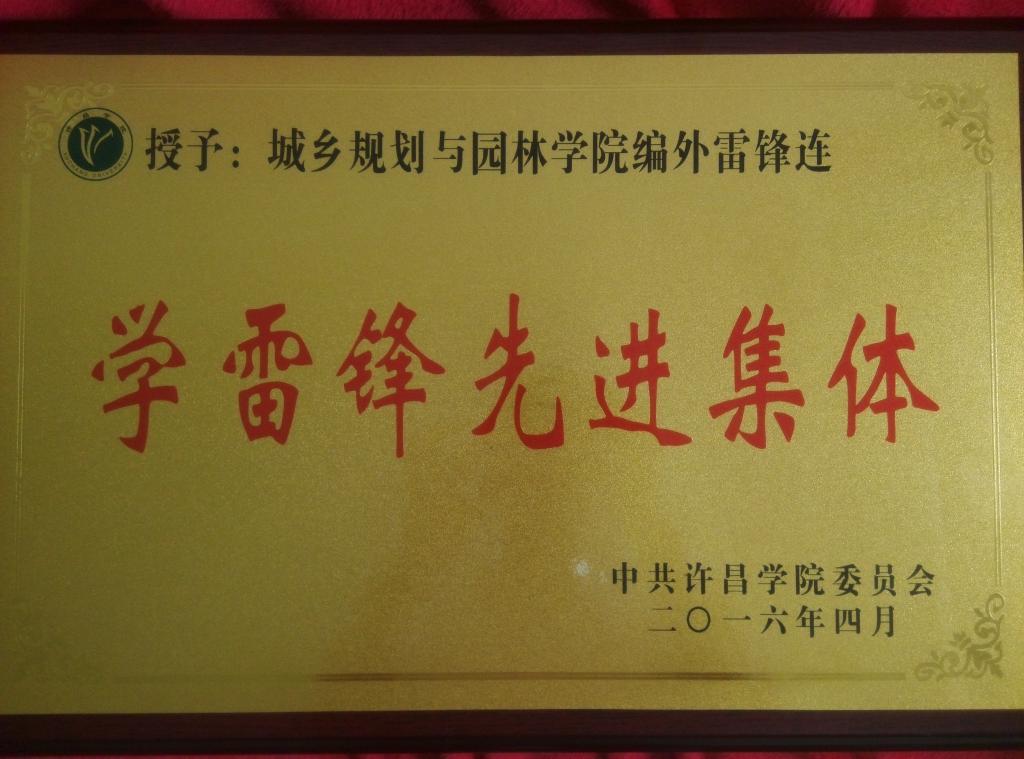 授予：城乡规划与园林学院编外雷锋连
学雷锋先进集体
中共许昌学院委员会
二〇一六年四月